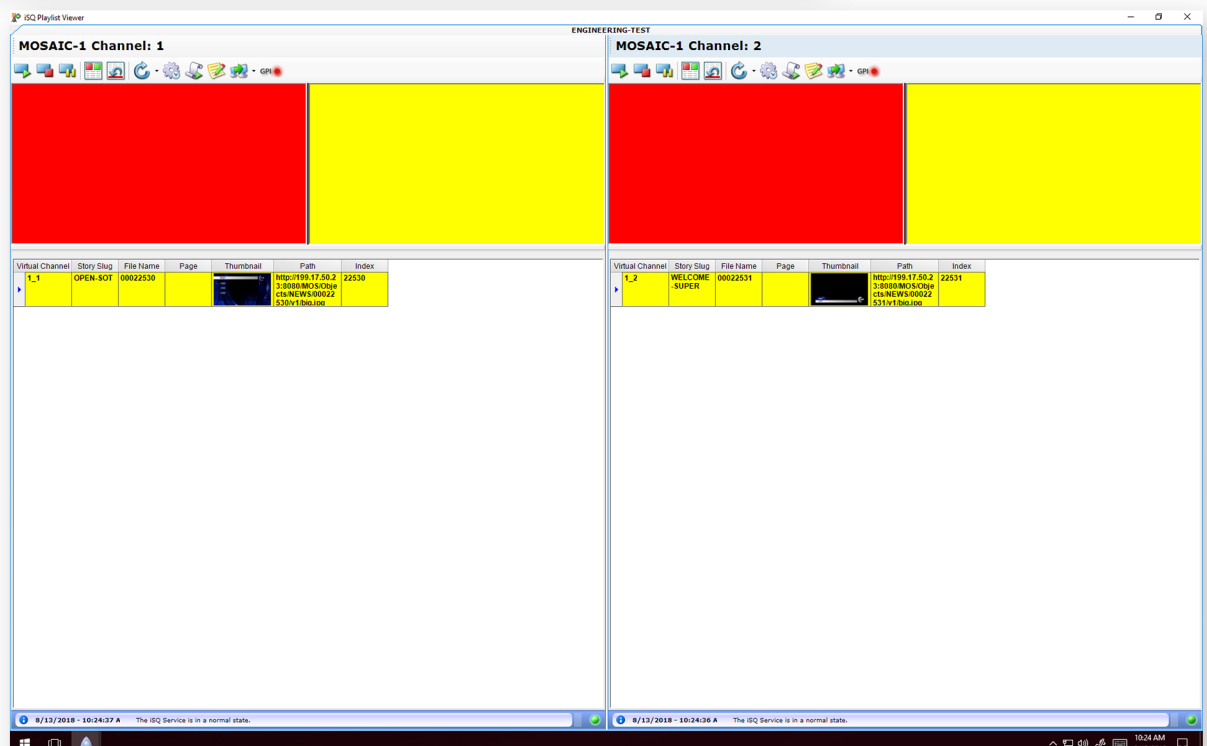 iSQ Playlist Viewer
ENGINEERING-TEST
MOSAIC-1 Channel: 1
GPI
Virtual Channel Story Slug File Name Page Thumbnail Path Index
1_1 OPEN-SOT 00022530 http://199.17.50.2 22530
3:8080/MOS/Obje
cts/NEWS/00022
530/v1/big.jpg
8/13/2018 - 10:24:37 A The iSQ Service is in a normal state.
MOSAIC-1 Channel: 2
GPI
Virtual Channel Story Slug File Name Page Thumbnail Path Index
1_2 WELCOME 00022531 http://199.17.50.2 22531
-SUPER 3:8080/MOS/Obje
cts/NEWS/00022
531/v1/big.jpg
8/13/2018 - 10:24:36 A The iSQ Service is in a normal state.
10:24 AM